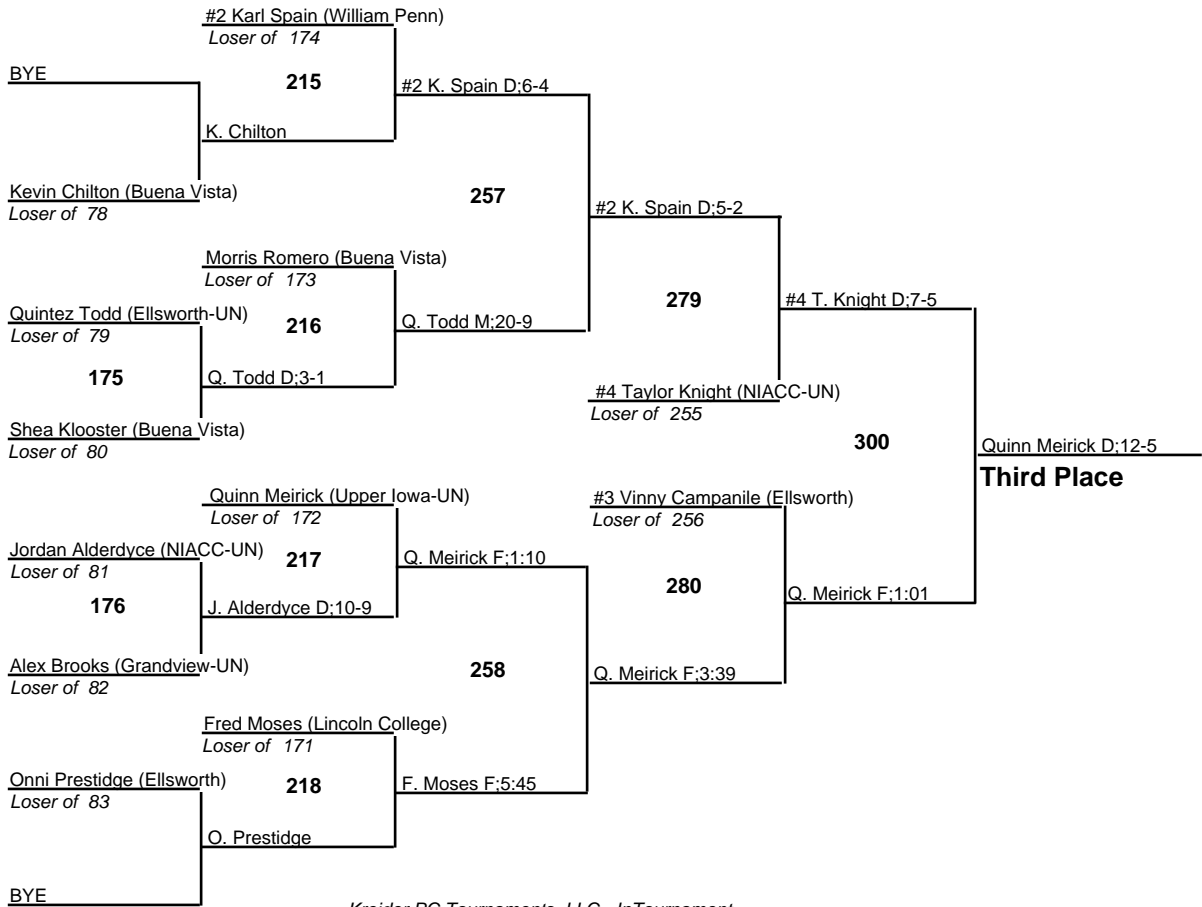 #2 Karl Spain (William Penn)
Loser of 174
BYE
215
#2 K. Spain D;6-4
K. Chilton
Kevin Chilton (Buena Vista)
Loser of 78
257
#2 K. Spain D;5-2
Morris Romero (Buena Vista)
Loser of 173
279
#4 T. Knight D;7-5
Quintez Todd (Ellsworth-UN)
Loser of 79
216
Q. Todd M;20-9
175
Q. Todd D;3-1
#4 Taylor Knight (NIACC-UN)
Loser of 255
Shea Klooster (Buena Vista)
Loser of 80
300
Quinn Meirick D;12-5
Third Place
Quinn Meirick (Upper Iowa-UN)
Loser of 172
#3 Vinny Campanile (Ellsworth)
Loser of 256
Jordan Alderdyce (NIACC-UN)
Loser of 81
217
Q. Meirick F;1:10
280
Q. Meirick F;1:01
176
J. Alderdyce D;10-9
Alex Brooks (Grandview-UN)
Loser of 82
258
Q. Meirick F;3:39
Fred Moses (Lincoln College)
Loser of 171
Onni Prestidge (Ellsworth)
Loser of 83
218
F. Moses F;5:45
O. Prestidge
BYE